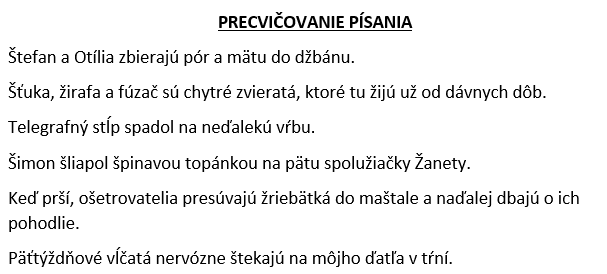 PRECVIČOVANIE PÍSANIA
Štefan a Otília zbierajú pór a mätu do džbánu.
Šťuka, žirafa a fúzač sú chytré zvieratá, ktoré tu žijú už od dávnych dôb.
Telegrafný stĺp spadol na neďalekú vŕbu.
Šimon šliapol špinavou topánkou na pätu spolužiačky Žanety.
Keď prší, ošetrovatelia presúvajú žriebätká do maštale a naďalej dbajú o ich
pohodlie.
Päťtýždňové vĺčatá nervózne štekajú na môjho ďatľa v tŕní.